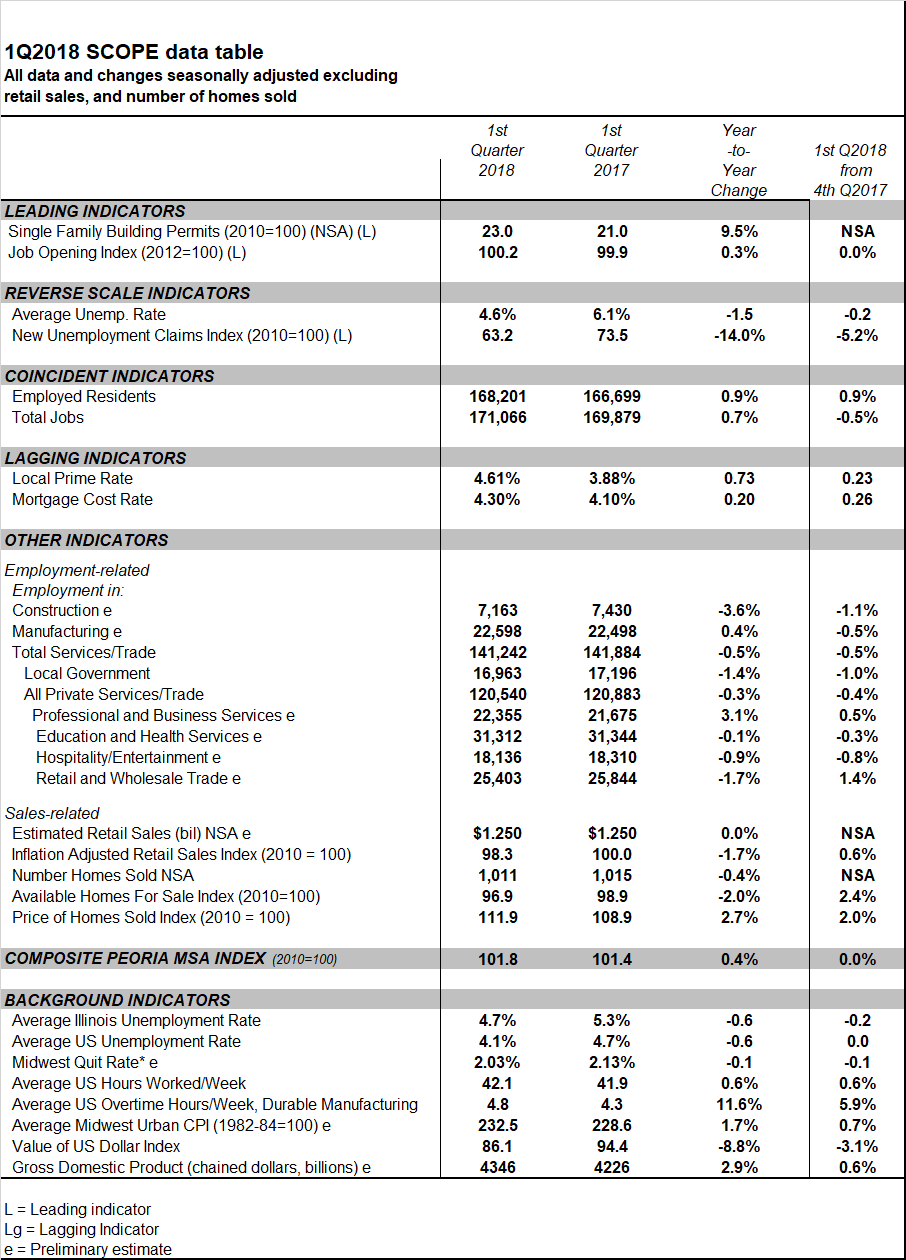 1Q2018 SCOPE data table
All data and changes seasonally adjusted excluding
retail sales, and number of homes sold
1st Quarter 2018 1st Quarter 2017 Year -to- Year Change 1st Q2018 from 4th Q2017
LEADING INDICATORS
Single Family Building Permits (2010=100) (NSA) (L) 23.0 21.0 9.5% NSA
Job Opening Index (2012=100) (L) 100.2 99.9 0.3% 0.0%
REVERSE SCALE INDICATORS
Average Unemp. Rate 4.6% 6.1% -1.5 -0.2
New Unemployment Claims Index (2010=100) (L) 63.2 73.5 -14.0% -5.2%
COINCIDENT INDICATORS
Employed Residents 168,201 166,699 0.9% 0.9%
Total Jobs 171,066 169,879 0.7% -0.5%
LAGGING INDICATORS
Local Prime Rate 4.61% 3.88% 0.73 0.23
Mortgage Cost Rate 4.30% 4.10% 0.20 0.26
OTHER INDICATORS
Employment-related
Employment in:
Construction e 7,163 7,430 -3.6% -1.1%
Manufacturing e 22,598 22,498 0.4% -0.5%
Total Services/Trade 141,242 141,884 -0.5% -0.5%
Local Government 16,963 17,196 -1.4% -1.0%
All Private Services/Trade 120,540 120,883 -0.3% -0.4%
Professional and Business Services e 22,355 21,675 3.1% 0.5%
Education and Health Services e 31,312 31,344 -0.1% -0.3%
Hospitality/Entertainment e 18,136 18,310 -0.9% -0.8%
Retail and Wholesale Trade e 25,403 25,844 -1.7% 1.4%
Sales-related
Estimated Retail Sales (bil) NSA e $1.250 $1.250 0.0% NSA
Inflation Adjusted Retail Sales Index (2010 = 100) 98.3 100.0 -1.7% 0.6%
Number Homes Sold NSA 1,011 1,015 -0.4% NSA
Available Homes For Sale Index (2010=100) 96.9 98.9 -2.0% 2.4%
Price of Homes Sold Index (2010 = 100) 111.9 108.9 2.7% 2.0%
COMPOSITE PEORIA MSA INDEX (2010=100) 101.8 101.4 0.4% 0.0%
BACKGROUND INDICATORS
Average Illinois Unemployment Rate 4.7% 5.3% -0.6 -0.2
Average US Unemployment Rate 4.1% 4.7% -0.6 0.0
Midwest Quit Rate* e 2.03% 2.13% -0.1 -0.1
Average US Hours Worked/Week 42.1 41.9 0.6% 0.6%
Average US Overtime Hours/Week, Durable Manufacturing 4.8 4.3 11.6% 5.9%
Average Midwest Urban CPI (1982-84=100) e 232.5 228.6 1.7% 0.7%
Value of US Dollar Index 86.1 94.4 -8.8% -3.1%
Gross Domestic Product (chained dollars, billions) e 4346 4226 2.9% 0.6%
L = Leading indicator
Lg = Lagging Indicator
e = Preliminary estimate